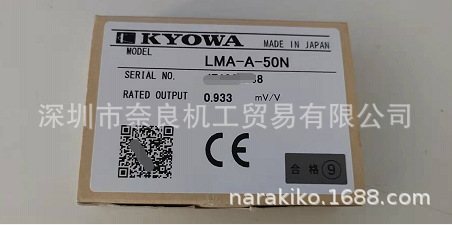 KYOWA MADE IN JAPAN
MODEL LMA-A-50N
SERIAL NO.
RATED OUTPUT 0.933 mV/V
深圳市奈良机工贸易有限公司
CE
合格 9
narakiko.1688.com